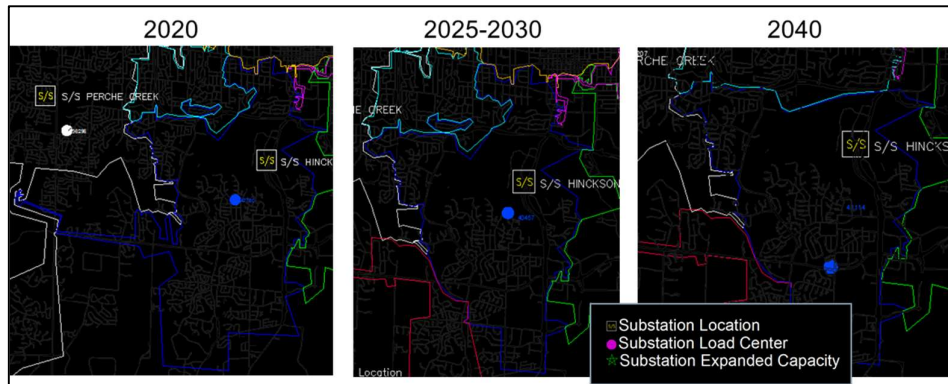 2020
2025-2030
2040
S/S S/S PERCHE CREEK
S/S S/S HINCK
HE CREEK
S/S S/S HINCKSON
Location
RCHE CREEK
S/S S/S HINCKS
Substation Location
Substation Load Center
Substation Expanded Capacity